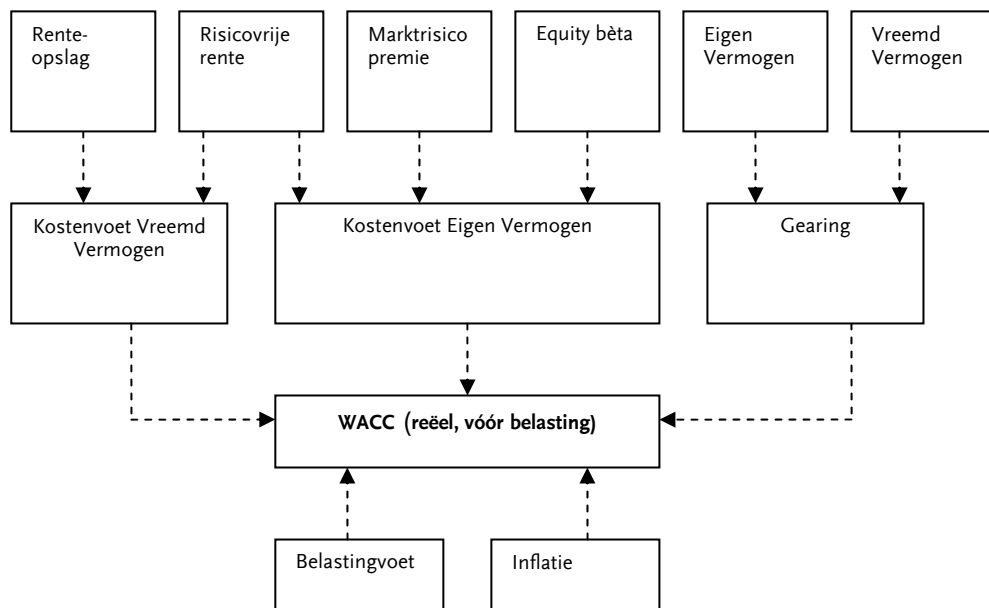 Rente-
opslag
Risicovrije
rente
Marktrisico
premie
Equity bèta
Eigen
Vermogen
Vreemd
Vermogen
Kostenvoet Vreemd
Vermogen
Kostenvoet Eigen Vermogen
Gearing
WACC (reëel, vóór belasting)
Belastingvoet
Inflatie